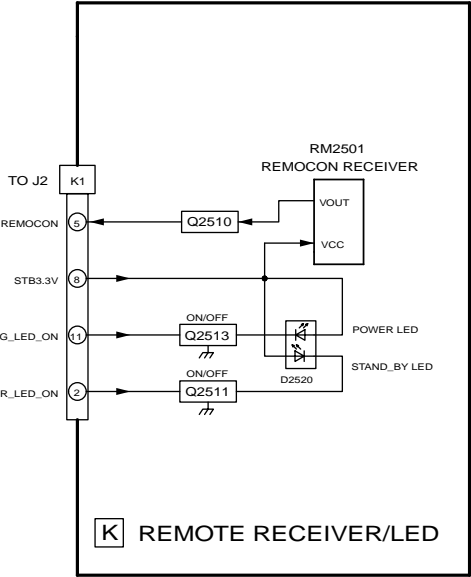 RM2501
REMOCON RECEIVER
TO J2
K1
VOUT
REMOCON
5
Q2510
VCC
STB3.3V
8
ON/OFF
G_LED_ON
11
Q2513
POWER LED
STAND_BY LED
ON/OFF
D2520
R_LED_ON
2
Q2511
K REMOTE RECEIVER/LED